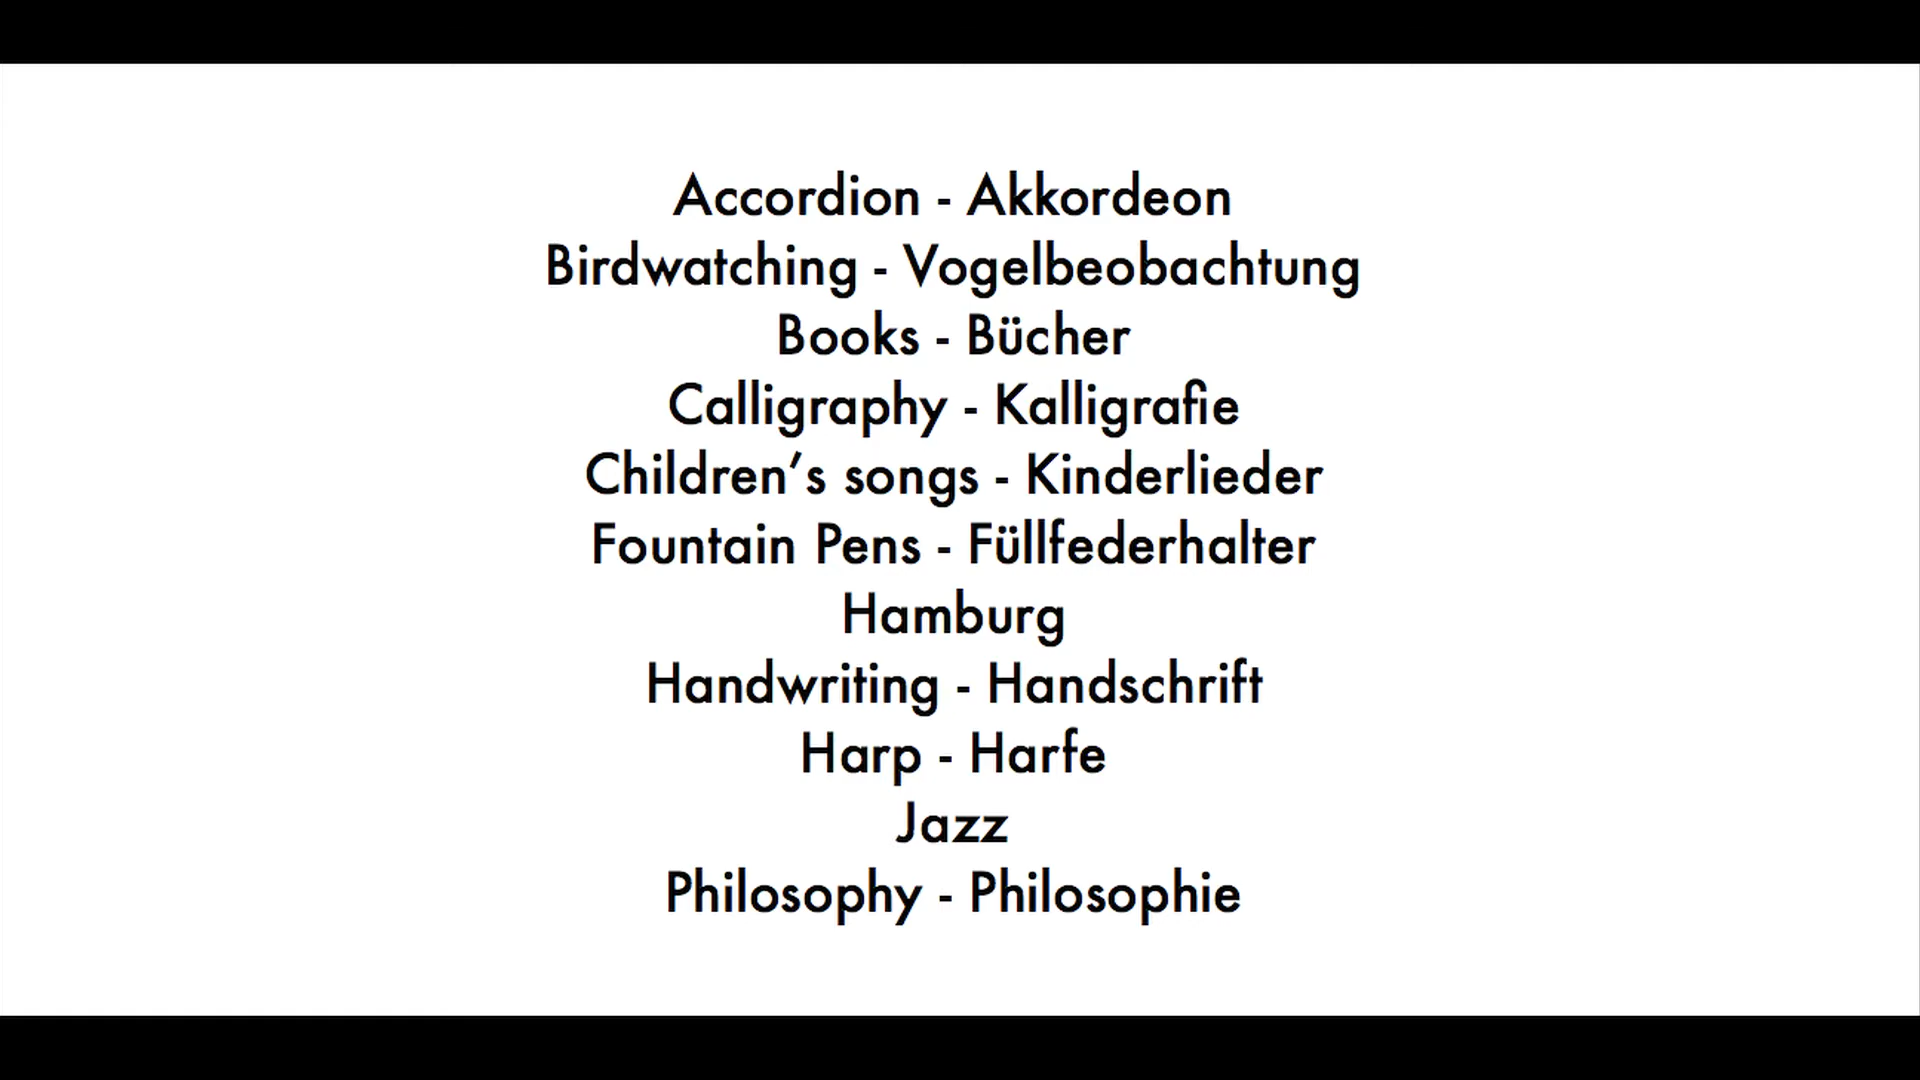 Accordion - Akkordeon
Birdwatching - Vogelbeobachtung
Books - Bücher
Calligraphy - Kalligrafie
Children’s songs - Kinderlieder
Fountain Pens - Füllfederhalter
Hamburg
Handwriting - Handschrift
Harp - Harfe
Jazz
Philosophy - Philosophie